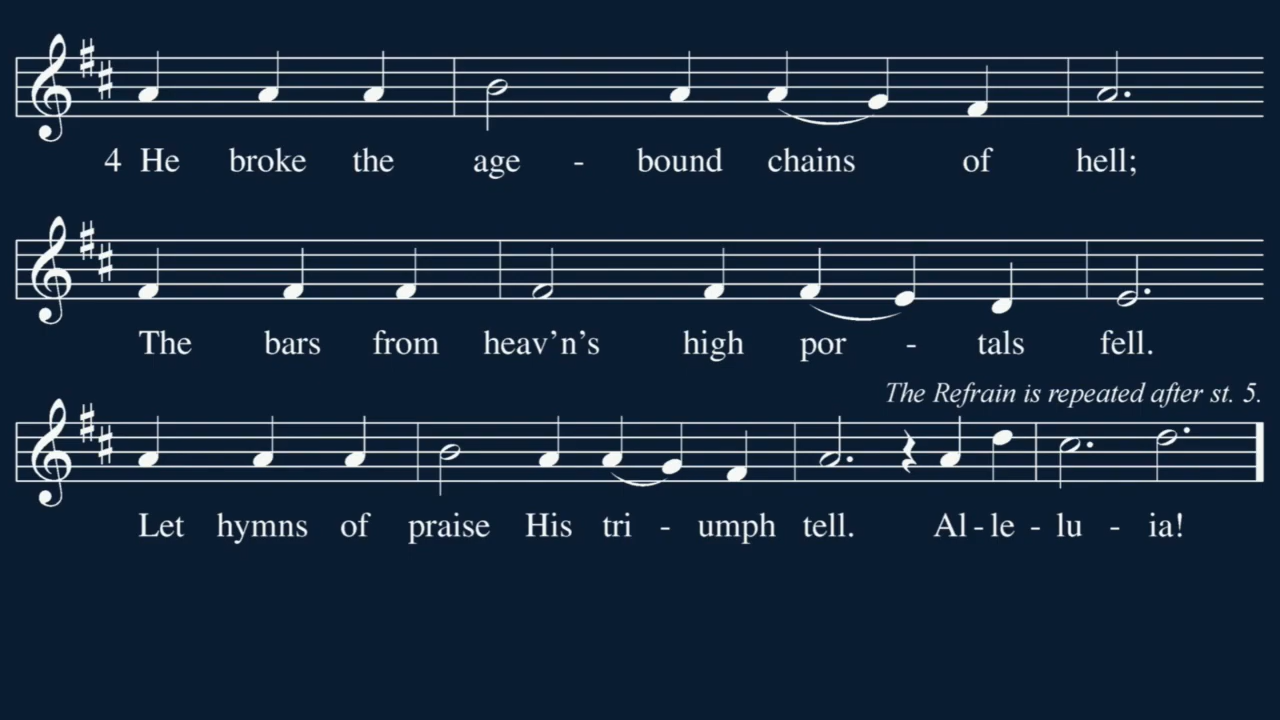 4 He broke the age - bound chains of hell;
The bars from heav’n’s high por - tals fell.
The Refrain is repeated after st. 5.
Let hymns of praise His tri - umph tell. Al - le - lu - ia!